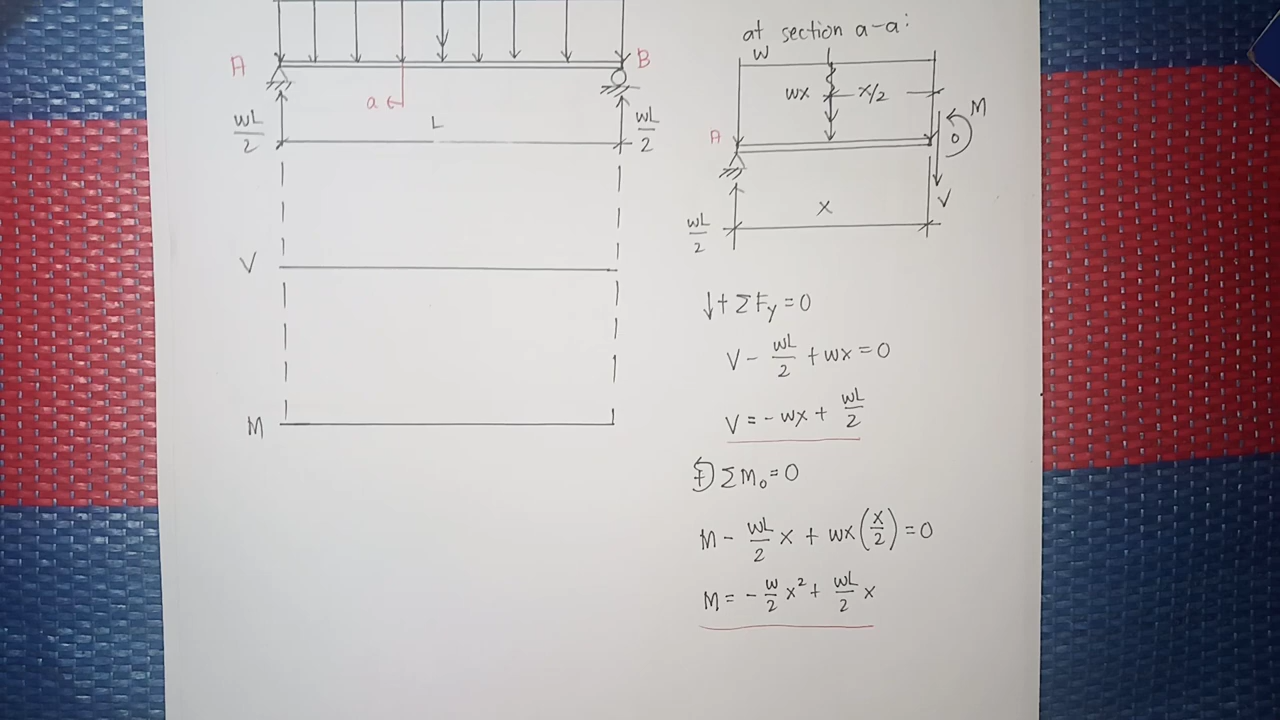 A
B
a
wL/2
L
wL/2
V
M
at section a-a:
w
wx
x/2
M
A
o
V
x
wL/2
↓+ ΣFy = 0
V - wL/2 + wx = 0
V = -wx + wL/2
↺+ ΣMo = 0
M - wL/2 x + wx(x/2) = 0
M = -w/2 x² + wL/2 x